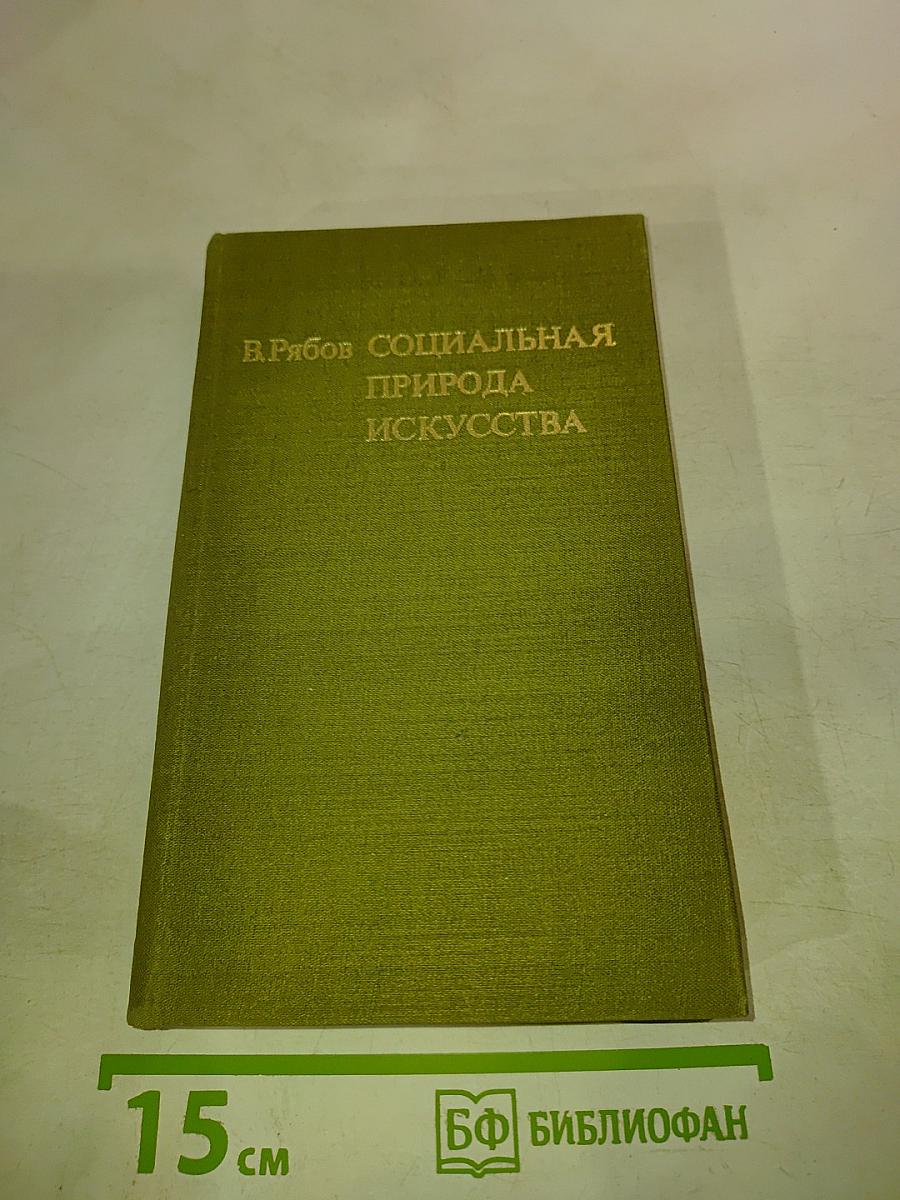 В. Рябов СОЦИАЛЬНАЯ
ПРИРОДА
ИСКУССТВА
15 см
БФ БИБЛИОФАН